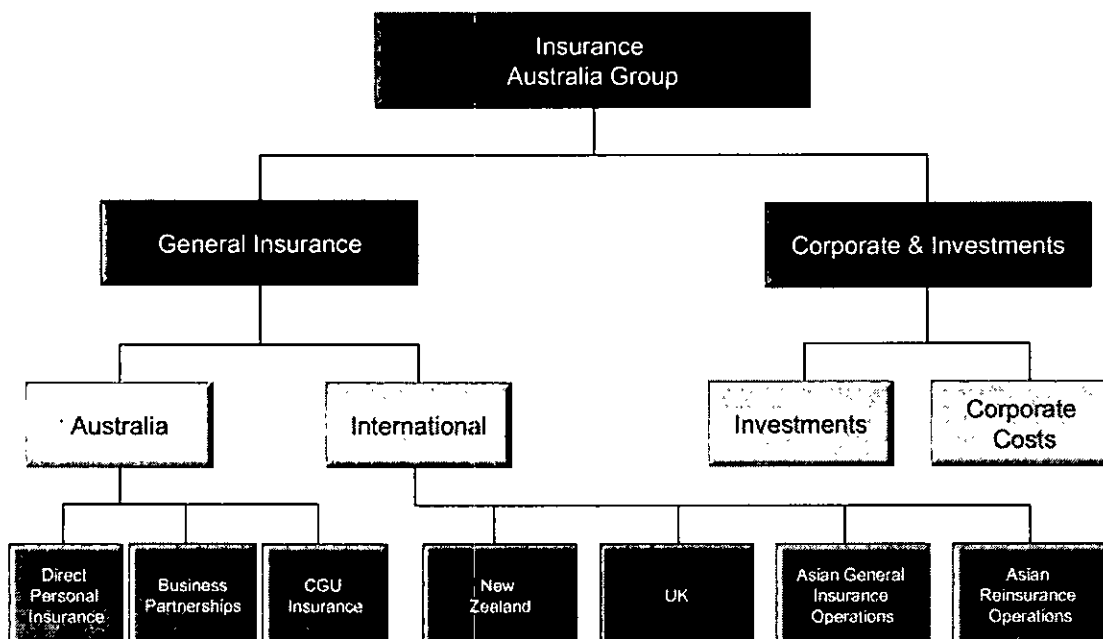 Insurance
Australia Group
General Insurance
Corporate & Investments
Australia
International
Investments
Corporate
Costs
Direct
Personal
Insurance
Business
Partnerships
CGU
Insurance
New
Zealand
UK
Asian General
Insurance
Operations
Asian
Reinsurance
Operations